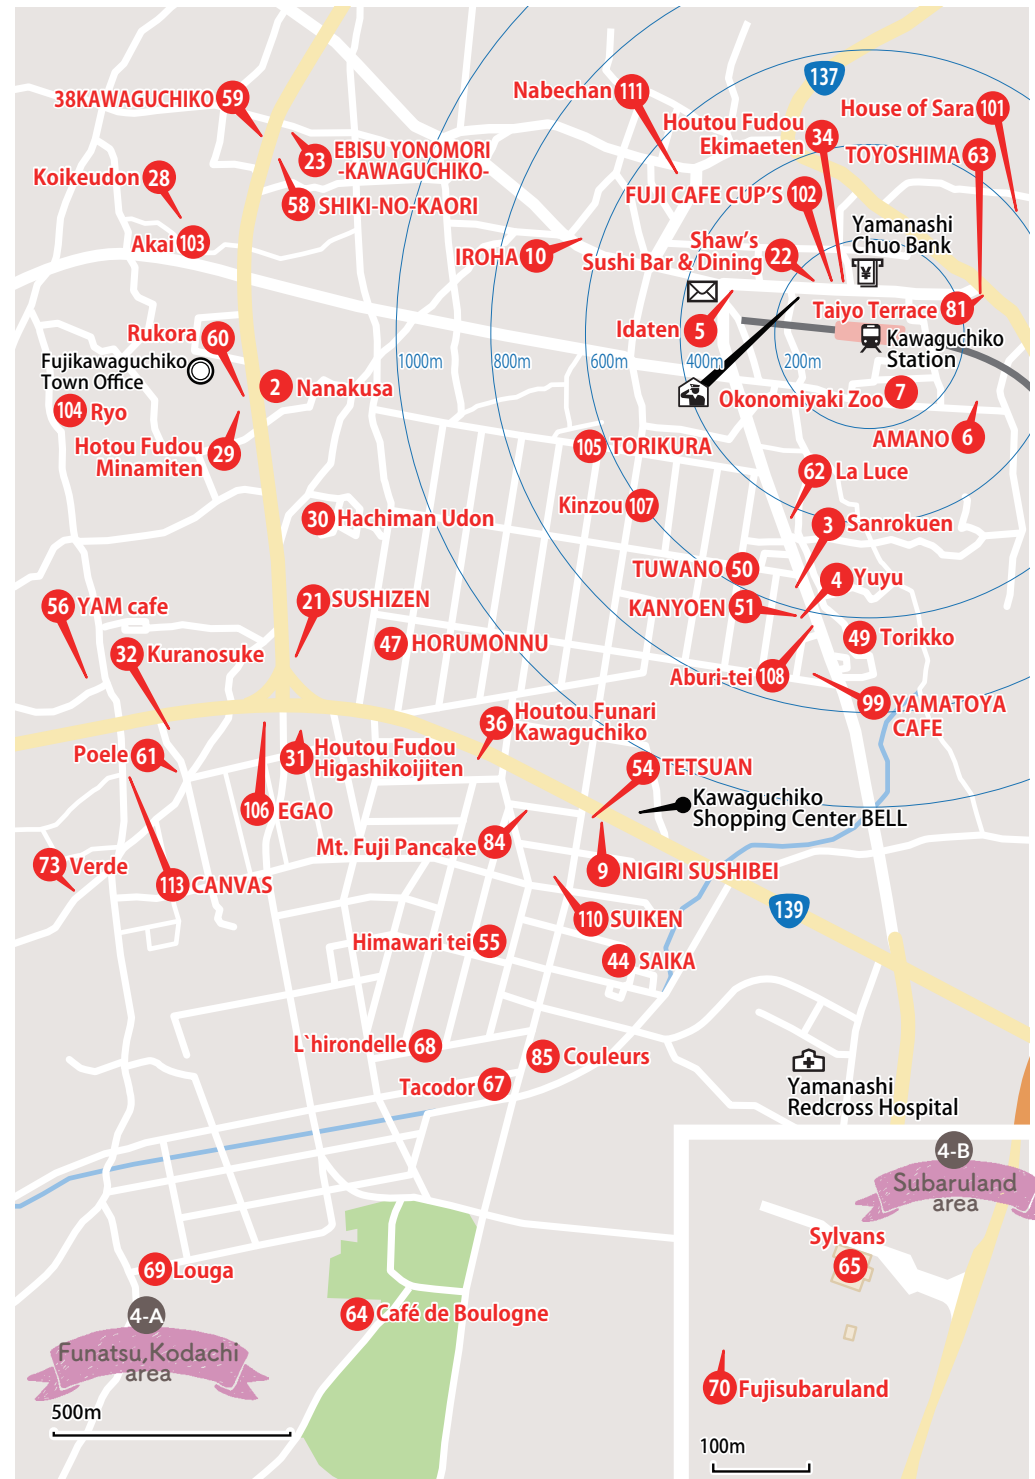 137
38KAWAGUCHIKO 59
Nabechan 111
House of Sara 101
Houtou Fudou 34
Ekimaeten
23 EBISU YONOMORI
-KAWAGUCHIKO-
TOYOSHIMA 63
Koikeudon 28
58 SHIKI-NO-KAORI
FUJI CAFE CUP'S 102
Akai 103
IROHA 10
Shaw's
Sushi Bar & Dining 22
Yamanashi
Chuo Bank
¥
Taiyo Terrace 81
Idaten 5
Kawaguchiko
Station
Rukora 60
Fujikawaguchiko
Town Office
1000m
800m
600m
400m
200m
2 Nanakusa
Okonomiyaki Zoo 7
104 Ryo
AMANO 6
Hotou Fudou
Minamiten 29
105 TORIKURA
62 La Luce
Kinzou 107
30 Hachiman Udon
3 Sanrokuen
TUWANO 50
4 Yuyu
56 YAM cafe
21 SUSHIZEN
KANYOEN 51
32 Kuranosuke
47 HORUMONNU
49 Torikko
Aburi-tei 108
99 YAMATOYA
CAFE
36 Houtou Funari
Kawaguchiko
Poele 61
31 Houtou Fudou
Higashikoijiten
54 TETSUAN
Kawaguchiko
Shopping Center BELL
106 EGAO
Mt. Fuji Pancake 84
73 Verde
113 CANVAS
9 NIGIRI SUSHIBEI
110 SUIKEN
139
Himawari tei 55
44 SAIKA
L`hirondelle 68
85 Couleurs
Tacodor 67
Yamanashi
Redcross Hospital
4-B
Subaruland
area
Sylvans
65
69 Louga
4-A
Funatsu,Kodachi
area
64 Café de Boulogne
70 Fujisubaruland
500m
100m